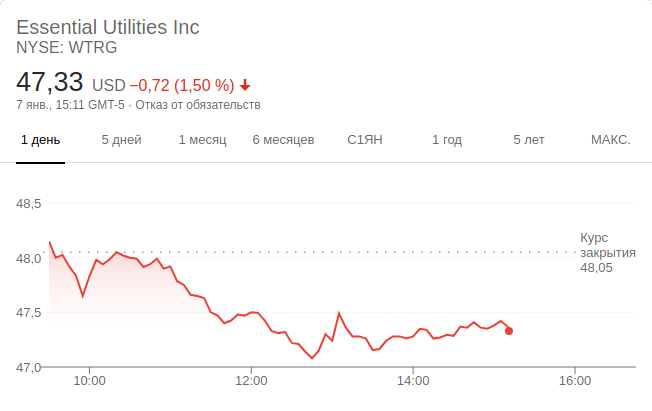 Essential Utilities Inc
NYSE: WTRG
47,33 USD −0,72 (1,50 %)
7 янв., 15:11 GMT-5 · Отказ от обязательств
1 день 5 дней 1 месяц 6 месяцев С1ЯН 1 год 5 лет МАКС.
48,5
Курс
48,0 закрытия
48,05
47,5
47,0
10:00 12:00 14:00 16:00